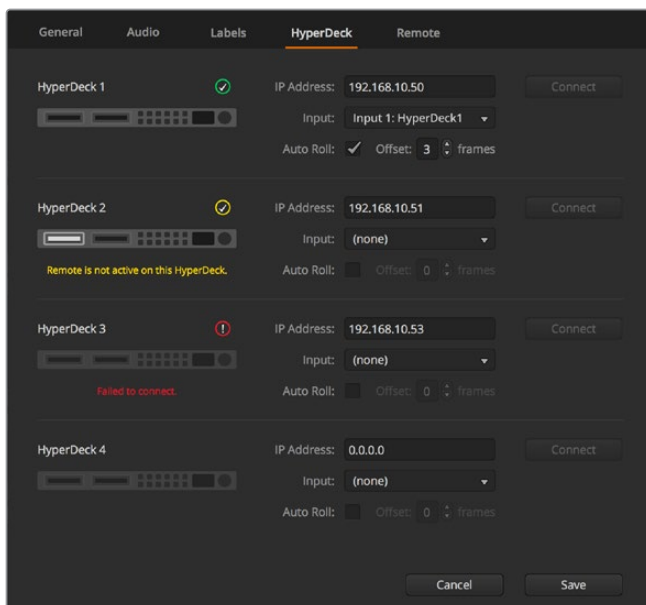 General Audio Labels HyperDeck Remote
HyperDeck 1 IP Address: 192.168.10.50 Connect
Input: Input 1: HyperDeck1
Auto Roll: Offset: 3 frames
HyperDeck 2 IP Address: 192.168.10.51 Connect
Input: (none)
Remote is not active on this HyperDeck.
Auto Roll: Offset: 0 frames
HyperDeck 3 IP Address: 192.168.10.53 Connect
Input: (none)
Failed to connect.
Auto Roll: Offset: 0 frames
HyperDeck 4 IP Address: 0.0.0.0 Connect
Input: (none)
Auto Roll: Offset: 0 frames
Cancel Save